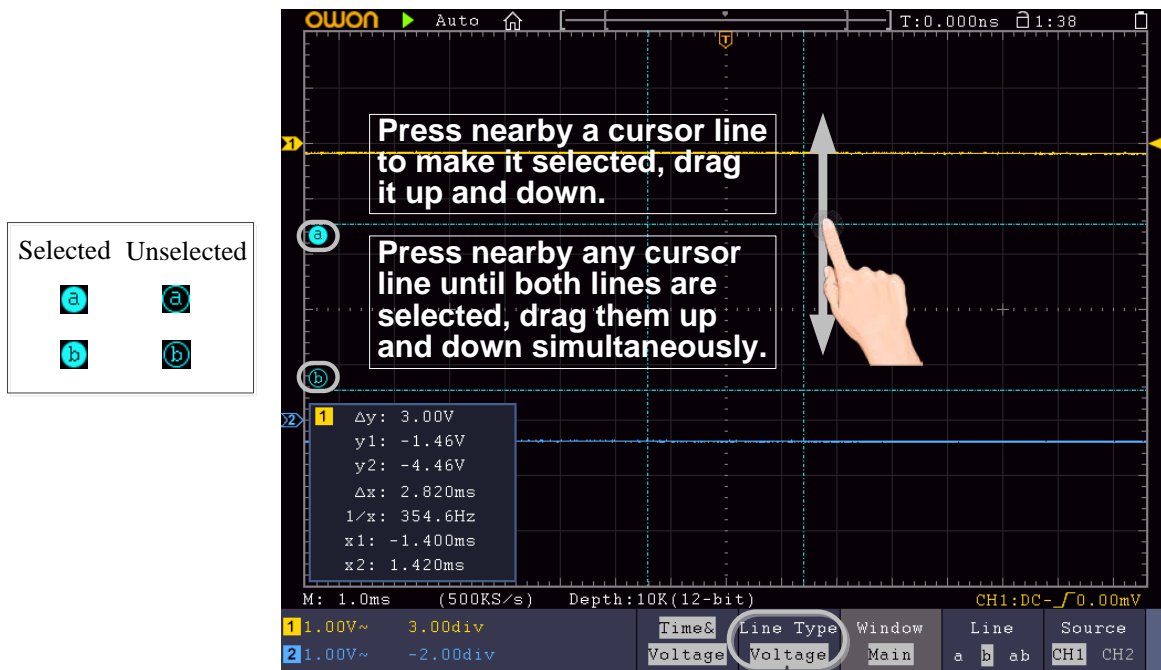 owon Auto T:0.000ns 1:38
T
Press nearby a cursor line
to make it selected, drag
it up and down.
1
a
Press nearby any cursor
line until both lines are
selected, drag them up
and down simultaneously.
b
Selected Unselected
a a
b b
2
1 Δy: 3.00V
y1: -1.46V
y2: -4.46V
Δx: 2.820ms
1/x: 354.6Hz
x1: -1.400ms
x2: 1.420ms
M: 1.0ms (500KS/s) Depth:10K(12-bit) CH1:DC- 0.00mV
1 1.00V~ 3.00div Time& Line Type Window Line Source
2 1.00V~ -2.00div Voltage Voltage Main a b ab CH1 CH2